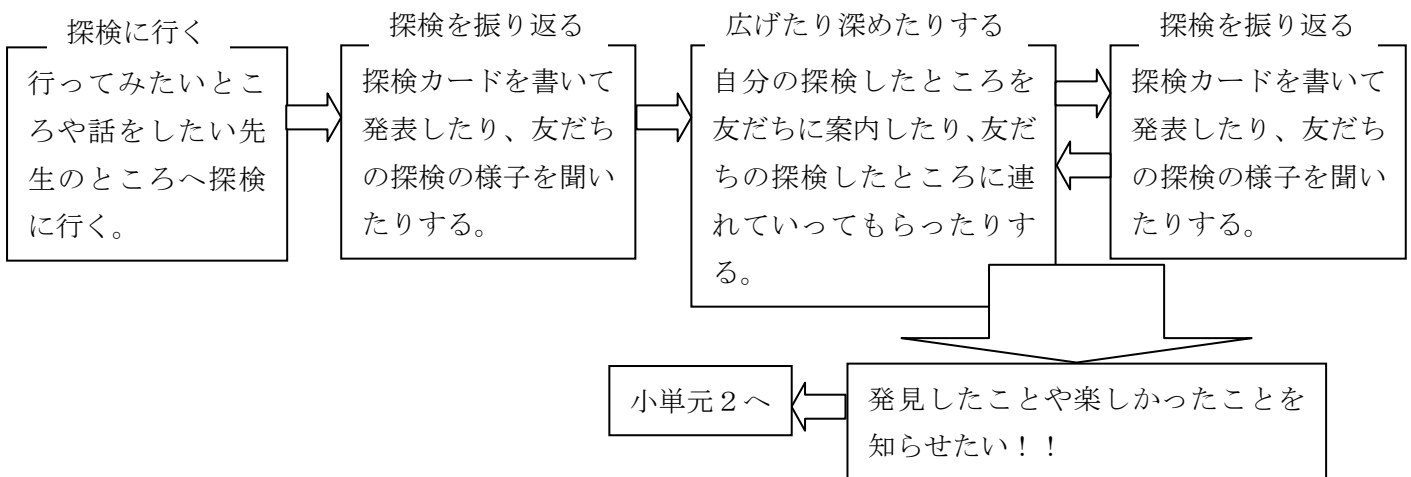 探検に行く
行ってみたいとこ
ろや話をしたい先
生のところへ探検
に行く。
探検を振り返る
探検カードを書いて
発表したり、友だち
の探検の様子を聞い
たりする。
広げたり深めたりする
自分の探検したところを
友だちに案内したり、友だ
ちの探検したところに連
れていってもらったりす
る。
探検を振り返る
探検カードを書いて
発表したり、友だち
の探検の様子を聞い
たりする。
発見したことや楽しかったことを
知らせたい！！
小単元２へ